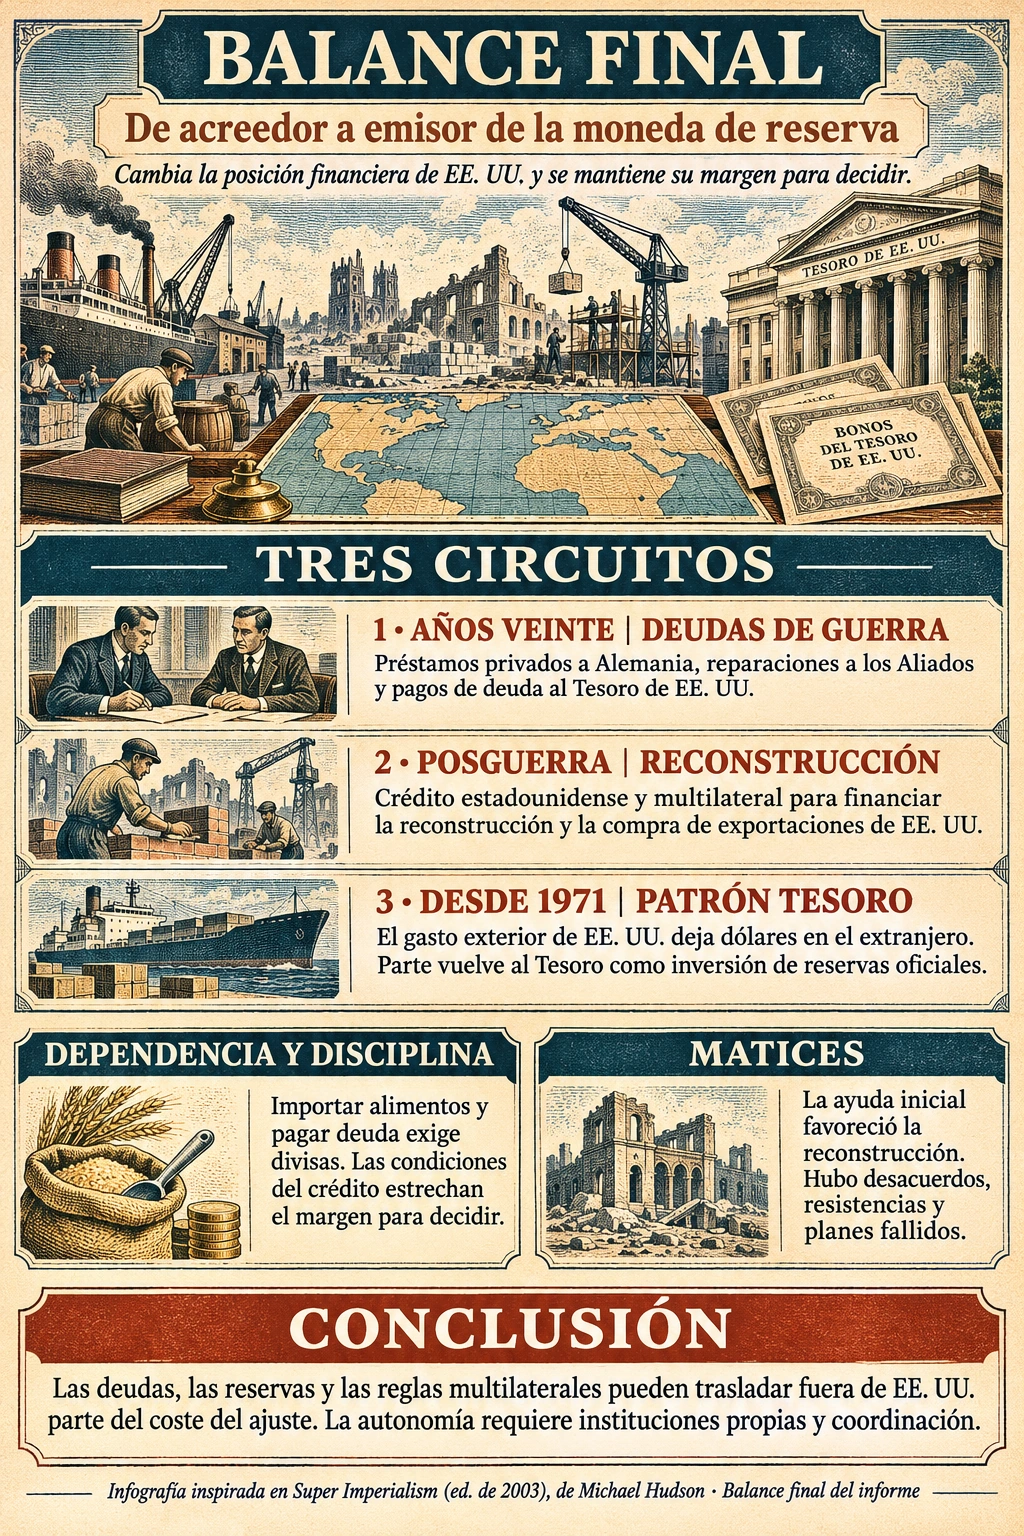 BALANCE FINAL
De acreedor a emisor de la moneda de reserva
Cambia la posición financiera de EE. UU. y se mantiene su margen para decidir.
TESORO DE EE. UU.
BONOS
BONOS
DEL TESORO
DE EE. UU.
TRES CIRCUITOS
1 • AÑOS VEINTE | DEUDAS DE GUERRA
Préstamos privados a Alemania, reparaciones a los Aliados
y pagos de deuda al Tesoro de EE. UU.
2 • POSGUERRA | RECONSTRUCCIÓN
Crédito estadounidense y multilateral para financiar
la reconstrucción y la compra de exportaciones de EE. UU.
3 • DESDE 1971 | PATRÓN TESORO
El gasto exterior de EE. UU. deja dólares en el extranjero.
Parte vuelve al Tesoro como inversión de reservas oficiales.
DEPENDENCIA Y DISCIPLINA
Importar alimentos y
pagar deuda exige
divisas. Las condiciones
del crédito estrechan
el margen para decidir.
MATICES
La ayuda inicial
favoreció la
reconstrucción.
Hubo desacuerdos,
resistencias y
planes fallidos.
CONCLUSIÓN
Las deudas, las reservas y las reglas multilaterales pueden trasladar fuera de EE. UU.
parte del coste del ajuste. La autonomía requiere instituciones propias y coordinación.
Infografía inspirada en Super Imperialism (ed. de 2003), de Michael Hudson · Balance final del informe